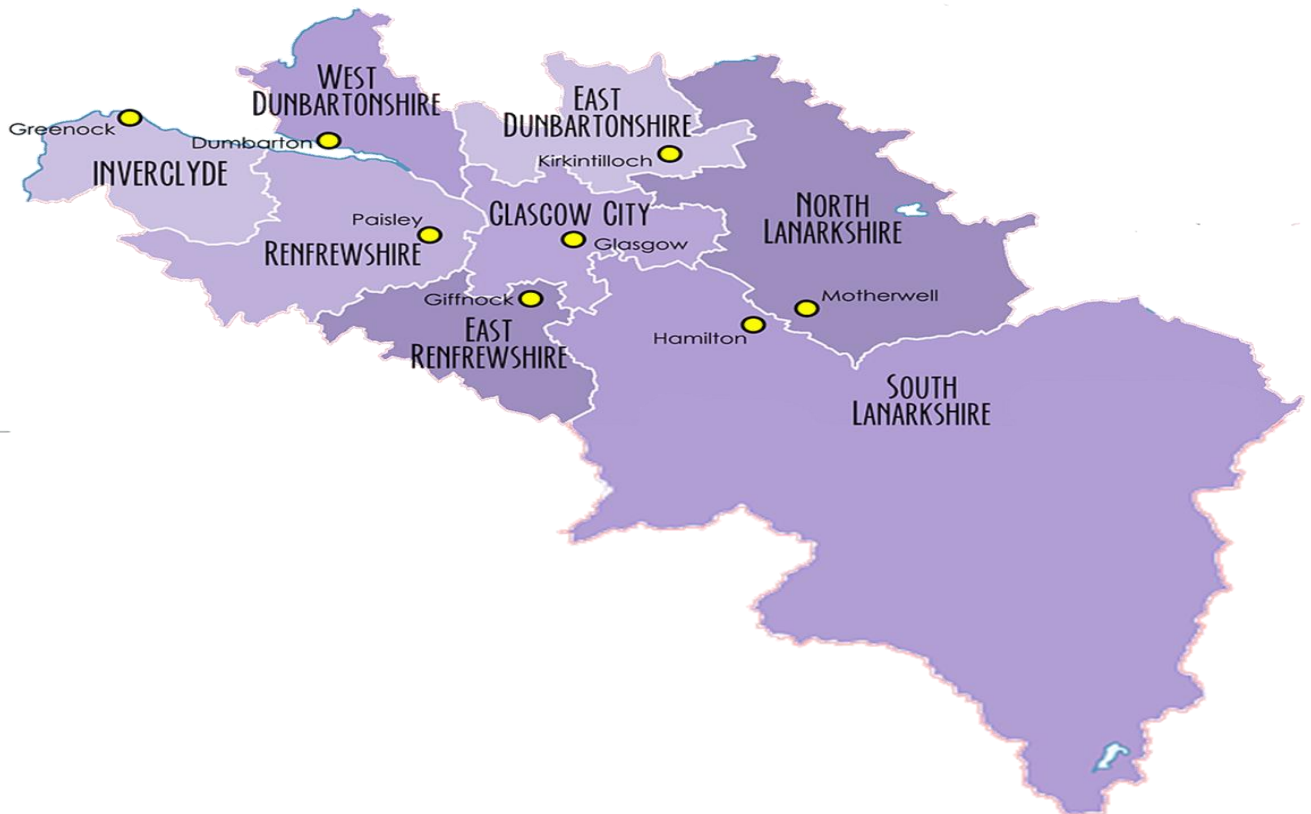 WEST
DUNBARTONSHIRE
EAST
DUNBARTONSHIRE
Greenock
Dumbarton
Kirkintilloch
INVERCLYDE
GLASGOW CITY
NORTH
LANARKSHIRE
Paisley
RENFREWSHIRE
Glasgow
Giffnock
Motherwell
EAST
RENFREWSHIRE
Hamilton
SOUTH
LANARKSHIRE